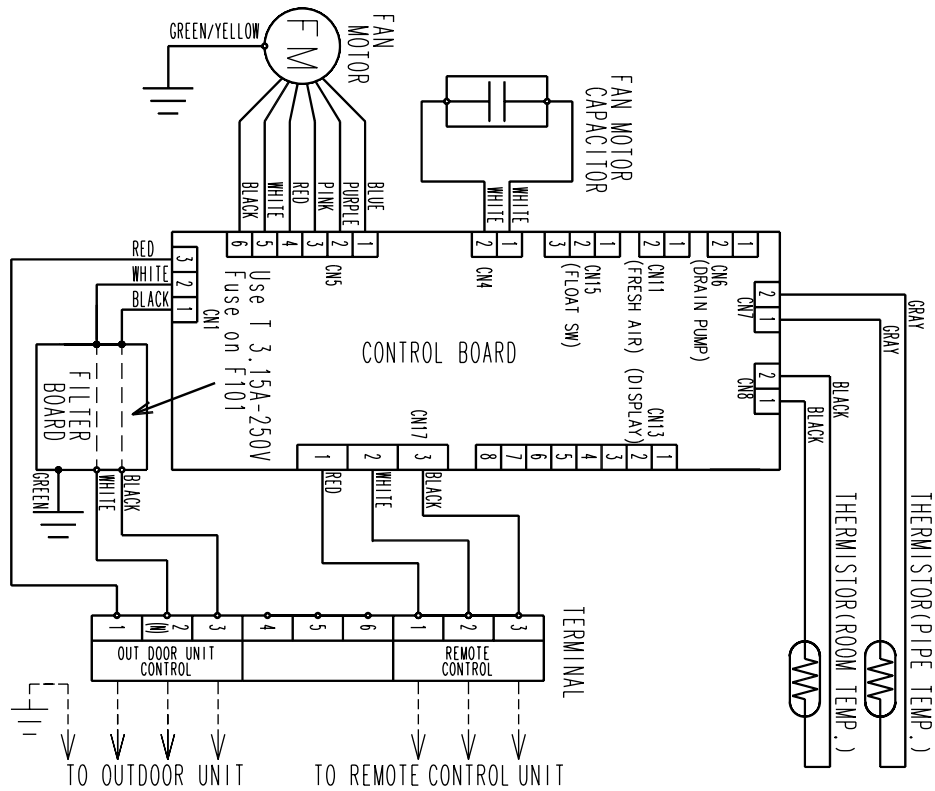 GREEN/YELLOW
FM
FAN
MOTOR
FAN MOTOR
CAPACITOR
BLACK
WHITE
RED
PINK
PURPLE
BLUE
WHITE
WHITE
6 5 4 3 2 1
CN5
2 1
CN4
3 2 1
CN15
(FLOAT SW)
2 1
CN11
(FRESH AIR)
2 1
CN6
(DRAIN PUMP)
RED
WHITE
BLACK
3
2
1
CN1
Use T 3.15A-250V
Fuse on F101
CONTROL BOARD
2
1
CN7
GRAY
GRAY
2
1
CN8
BLACK
BLACK
FILTER
BOARD
GREEN
WHITE
BLACK
CN17
1 2 3
RED
WHITE
BLACK
CN13
(DISPLAY)
8 7 6 5 4 3 2 1
THERMISTOR(ROOM TEMP.)
THERMISTOR(PIPE TEMP.)
1 2 (N) 3 4 5 6 1 2 3
TERMINAL
OUT DOOR UNIT
CONTROL
REMOTE
CONTROL
TO OUTDOOR UNIT
TO REMOTE CONTROL UNIT